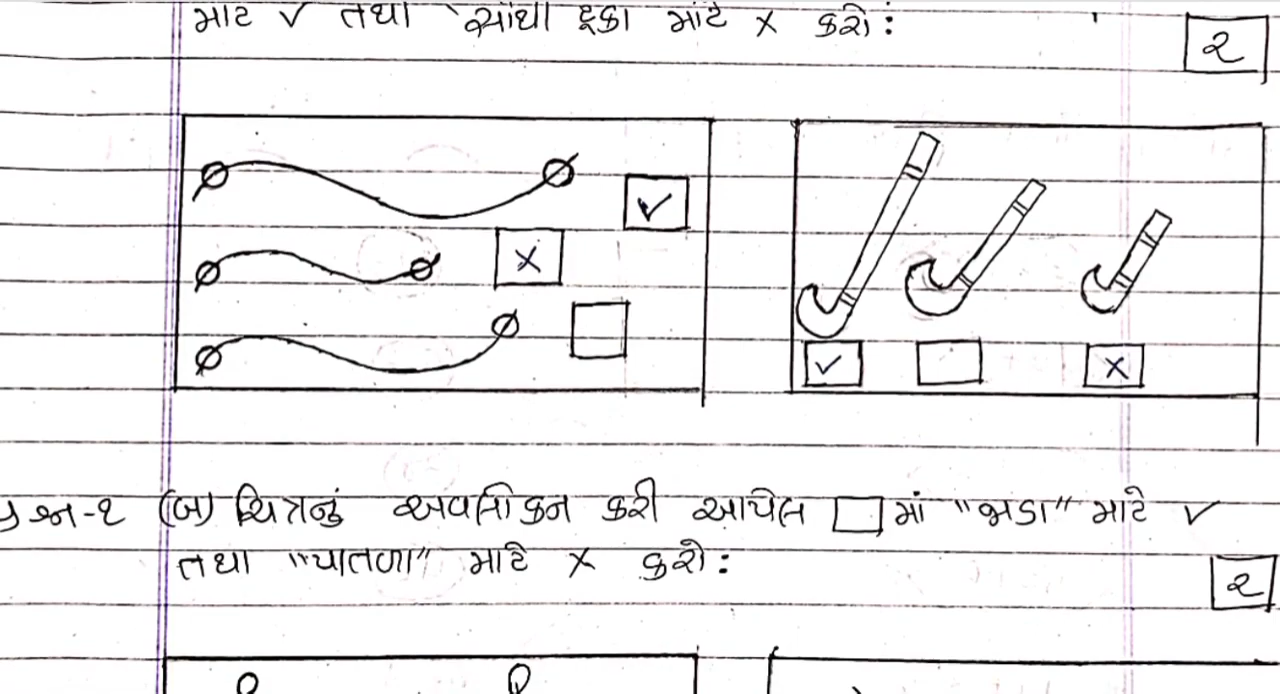 માટે ✓ તથા "સૌથી ટૂંકા માટે × કરો:
૨
✓
×
✓ ×
પ્રશ્ન-૨ (બ) ચિત્રનું અવલોકન કરી આપેલ □ માં "જાડા" માટે ✓
તથા "પાતળા" માટે × કરો:
૨